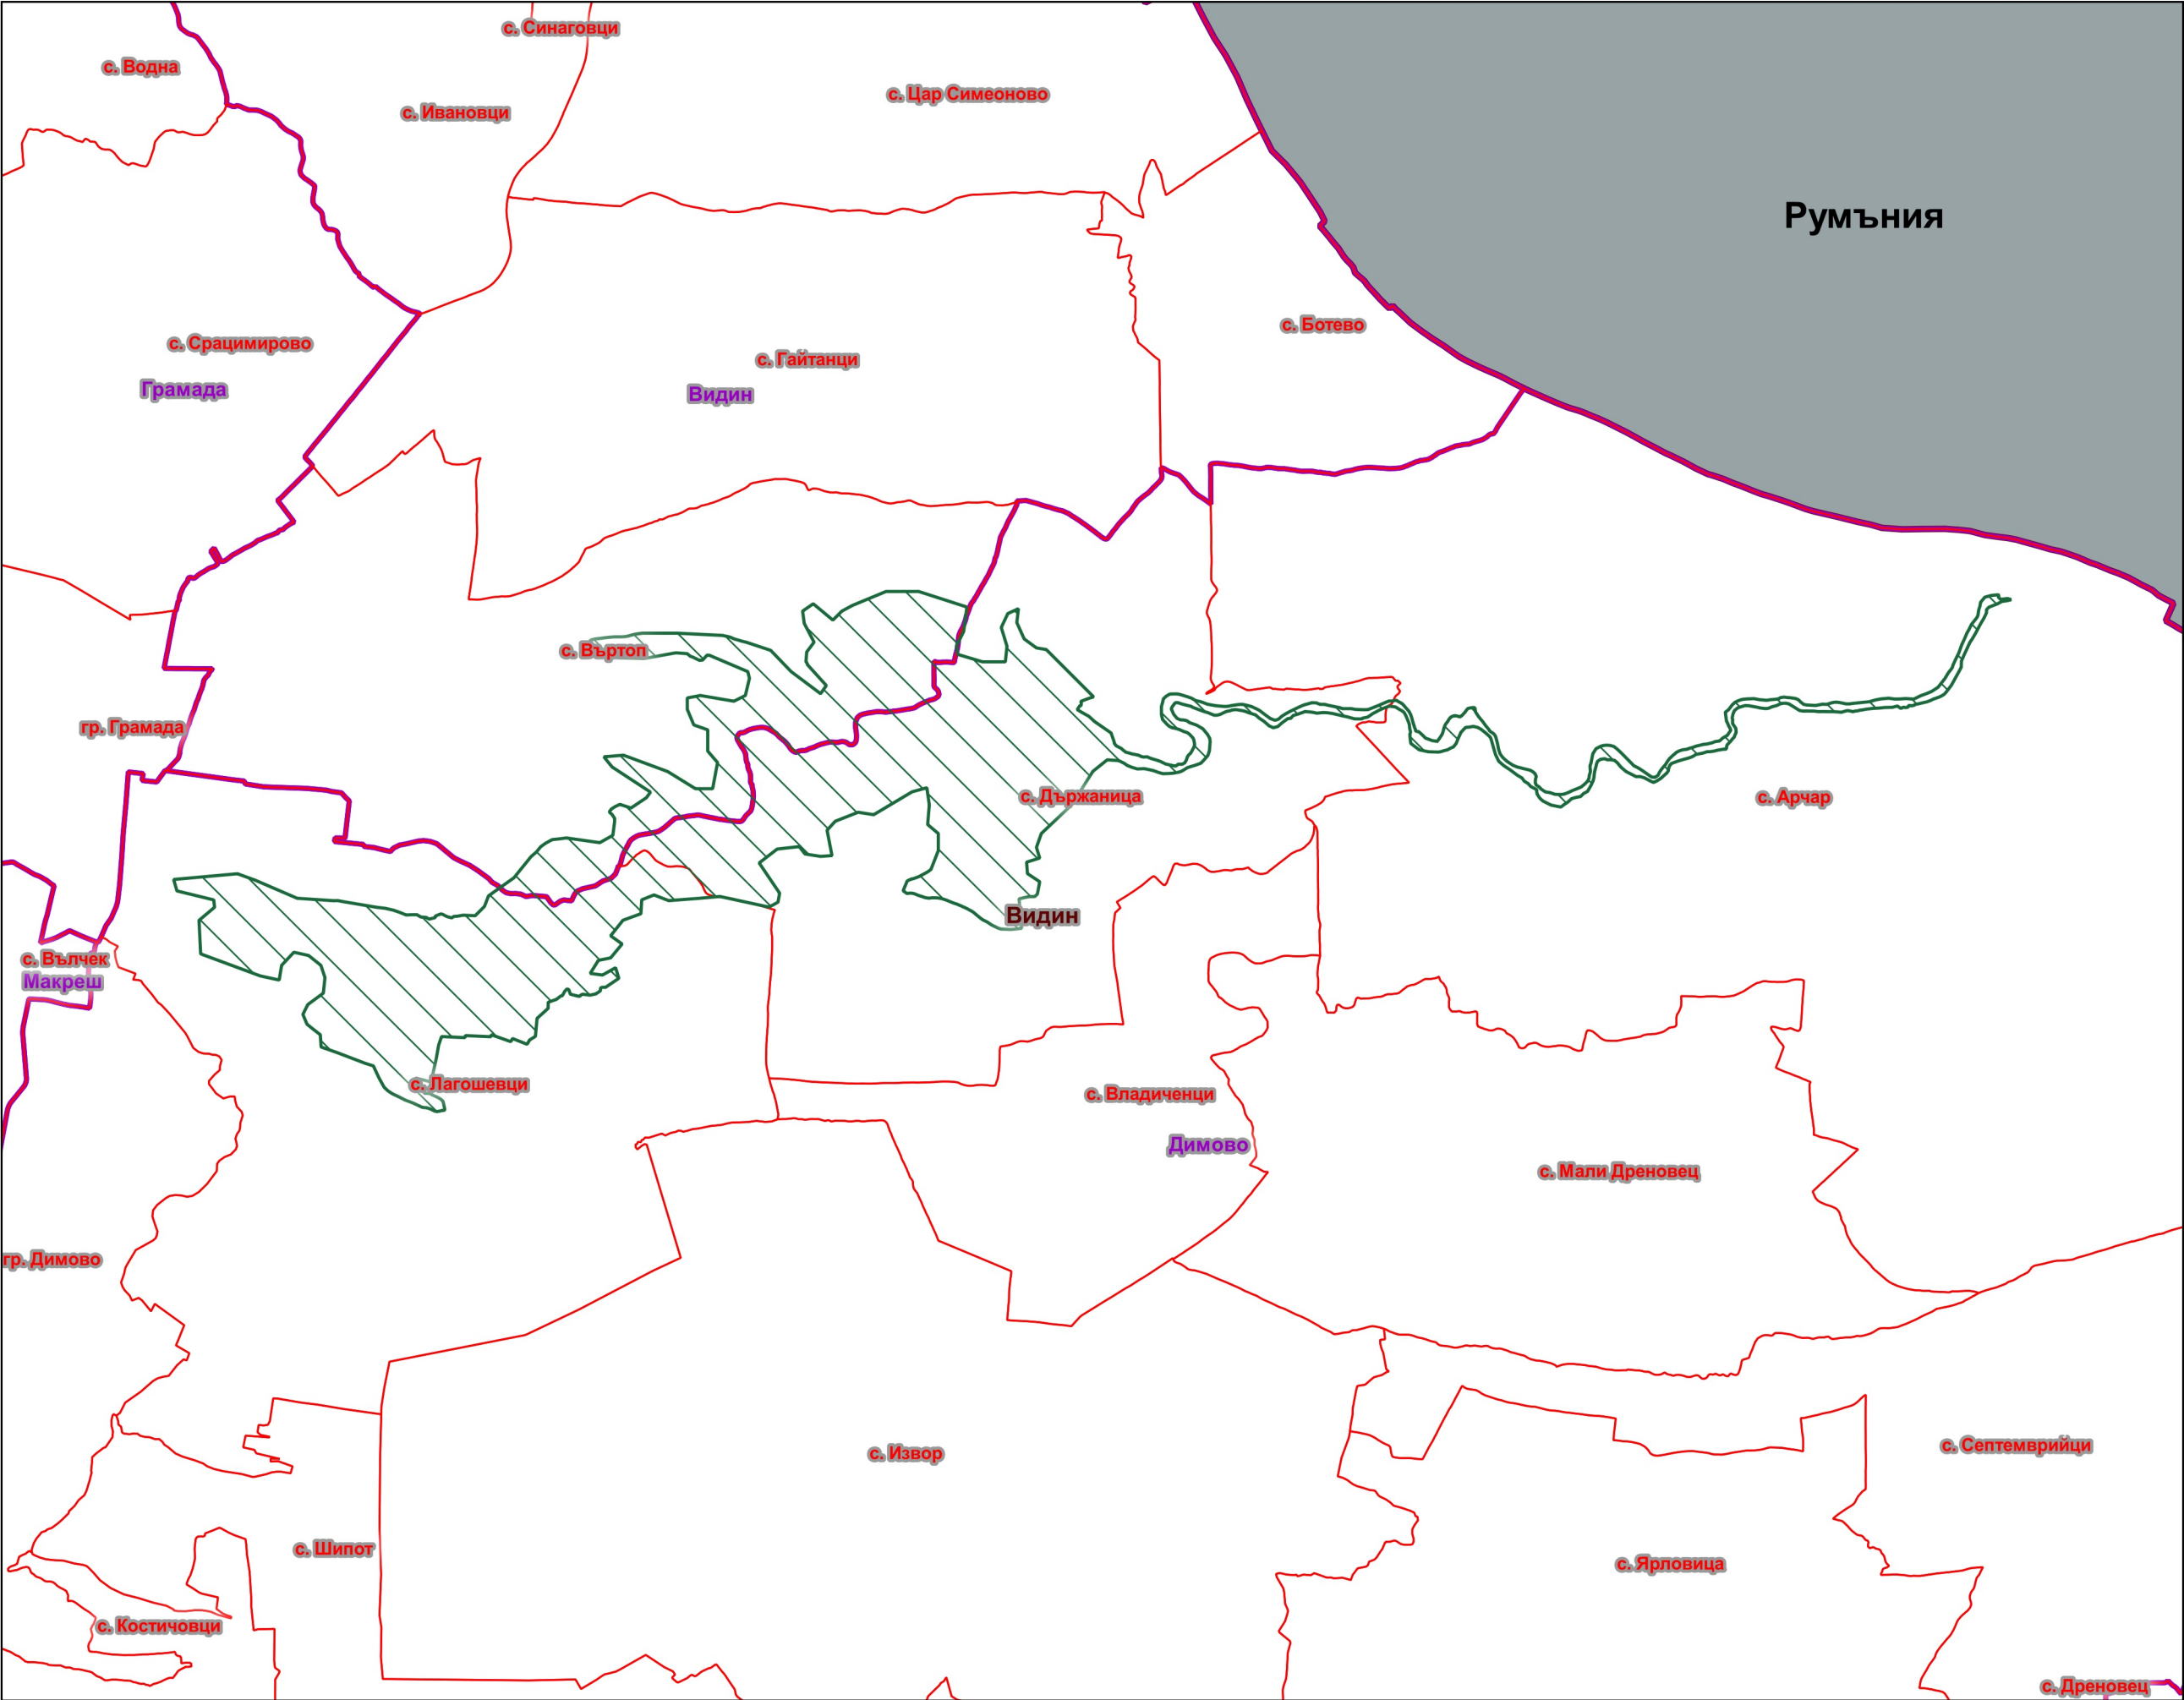 с. Синаговци
с. Водна
с. Цар Симеоново
с. Ивановци
Румъния
с. Ботево
с. Срацимирово
с. Гайтанци
Грамада
Видин
с. Въртоп
гр. Грамада
с. Държаница
с. Арчар
Видин
с. Вълчек
Макреш
с. Лагошевци
с. Владиченци
Димово
с. Мали Дреновец
гр. Димово
с. Септемврийци
с. Извор
с. Шипот
с. Ярловица
с. Костичовци
с. Дреновец